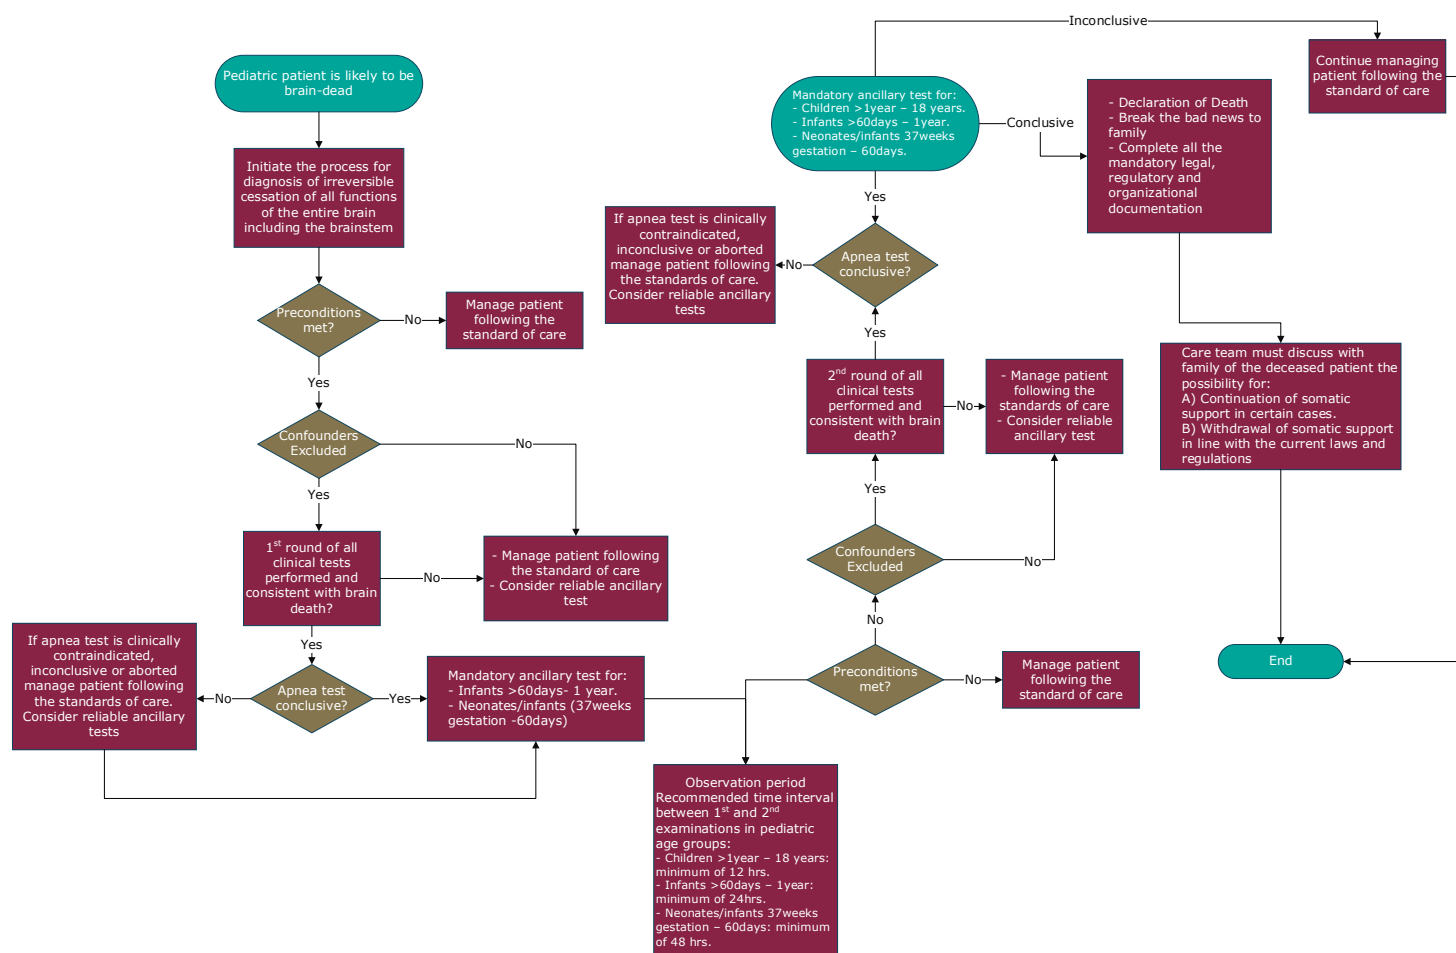 Pediatric patient is likely to be
brain-dead
Initiate the process for
diagnosis of irreversible
cessation of all functions
of the entire brain
including the brainstem
Preconditions
met?
No
Manage patient
following the
standard of care
Yes
Confounders
Excluded
No
Yes
1st round of all
clinical tests
performed and
consistent with brain
death?
No
- Manage patient following
the standard of care
- Consider reliable ancillary
test
Yes
Apnea test
conclusive?
No
If apnea test is clinically
contraindicated,
inconclusive or aborted
manage patient following
the standards of care.
Consider reliable ancillary
tests
Yes
Mandatory ancillary test for:
- Infants >60days- 1 year.
- Neonates/infants (37weeks
gestation -60days)
Observation period
Recommended time interval
between 1st and 2nd
examinations in pediatric
age groups:
- Children >1year – 18 years:
minimum of 12 hrs.
- Infants >60days – 1year:
minimum of 24hrs.
- Neonates/infants 37weeks
gestation – 60days: minimum
of 48 hrs.
Preconditions
met?
No
Manage patient
following the
standard of care
No
Confounders
Excluded
No
Yes
2nd round of all
clinical tests
performed and
consistent with brain
death?
No
- Manage patient
following the
standards of care
- Consider reliable
ancillary test
Yes
Apnea test
conclusive?
No
If apnea test is clinically
contraindicated,
inconclusive or aborted
manage patient following
the standards of care.
Consider reliable ancillary
tests
Yes
Mandatory ancillary test for:
- Children >1year – 18 years.
- Infants >60days – 1year.
- Neonates/infants 37weeks
gestation – 60days.
Inconclusive
Continue managing
patient following the
standard of care
Conclusive
- Declaration of Death
- Break the bad news to
family
- Complete all the
mandatory legal,
regulatory and
organizational
documentation
Care team must discuss with
family of the deceased patient the
possibility for:
A) Continuation of somatic
support in certain cases.
B) Withdrawal of somatic support
in line with the current laws and
regulations
End